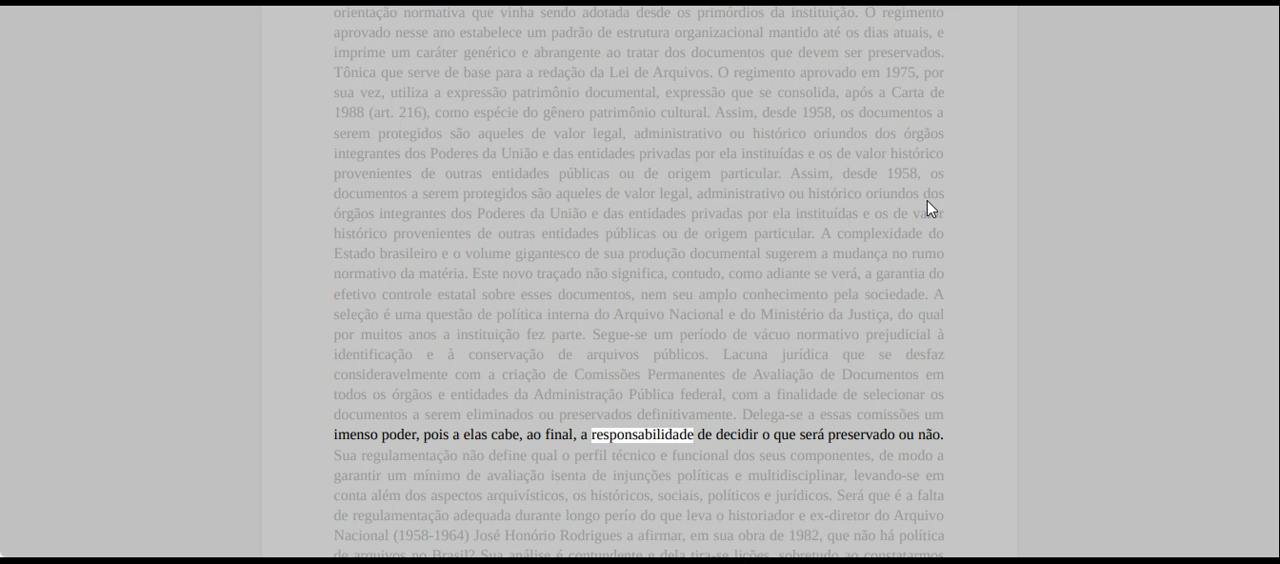 orientação normativa que vinha sendo adotada desde os primórdios da instituição. O regimento
aprovado nesse ano estabelece um padrão de estrutura organizacional mantido até os dias atuais, e
imprime um caráter genérico e abrangente ao tratar dos documentos que devem ser preservados.
Tônica que serve de base para a redação da Lei de Arquivos. O regimento aprovado em 1975, por
sua vez, utiliza a expressão patrimônio documental, expressão que se consolida, após a Carta de
1988 (art. 216), como espécie do gênero patrimônio cultural. Assim, desde 1958, os documentos a
serem protegidos são aqueles de valor legal, administrativo ou histórico oriundos dos órgãos
integrantes dos Poderes da União e das entidades privadas por ela instituídas e os de valor histórico
provenientes de outras entidades públicas ou de origem particular. Assim, desde 1958, os
documentos a serem protegidos são aqueles de valor legal, administrativo ou histórico oriundos dos
órgãos integrantes dos Poderes da União e das entidades privadas por ela instituídas e os de valor
histórico provenientes de outras entidades públicas ou de origem particular. A complexidade do
Estado brasileiro e o volume gigantesco de sua produção documental sugerem a mudança no rumo
normativo da matéria. Este novo traçado não significa, contudo, como adiante se verá, a garantia do
efetivo controle estatal sobre esses documentos, nem seu amplo conhecimento pela sociedade. A
seleção é uma questão de política interna do Arquivo Nacional e do Ministério da Justiça, do qual
por muitos anos a instituição fez parte. Segue-se um período de vácuo normativo prejudicial à
identificação e à conservação de arquivos públicos. Lacuna jurídica que se desfaz
consideravelmente com a criação de Comissões Permanentes de Avaliação de Documentos em
todos os órgãos e entidades da Administração Pública federal, com a finalidade de selecionar os
documentos a serem eliminados ou preservados definitivamente. Delega-se a essas comissões um
imenso poder, pois a elas cabe, ao final, a responsabilidade de decidir o que será preservado ou não.
Sua regulamentação não define qual o perfil técnico e funcional dos seus componentes, de modo a
garantir um mínimo de avaliação isenta de injunções políticas e multidisciplinar, levando-se em
conta além dos aspectos arquivísticos, os históricos, sociais, políticos e jurídicos. Será que é a falta
de regulamentação adequada durante longo perío do que leva o historiador e ex-diretor do Arquivo
Nacional (1958-1964) José Honório Rodrigues a afirmar, em sua obra de 1982, que não há política
de arquivos no Brasil? Sua análise é contundente e dela tira-se lições, sobretudo ao constatarmos